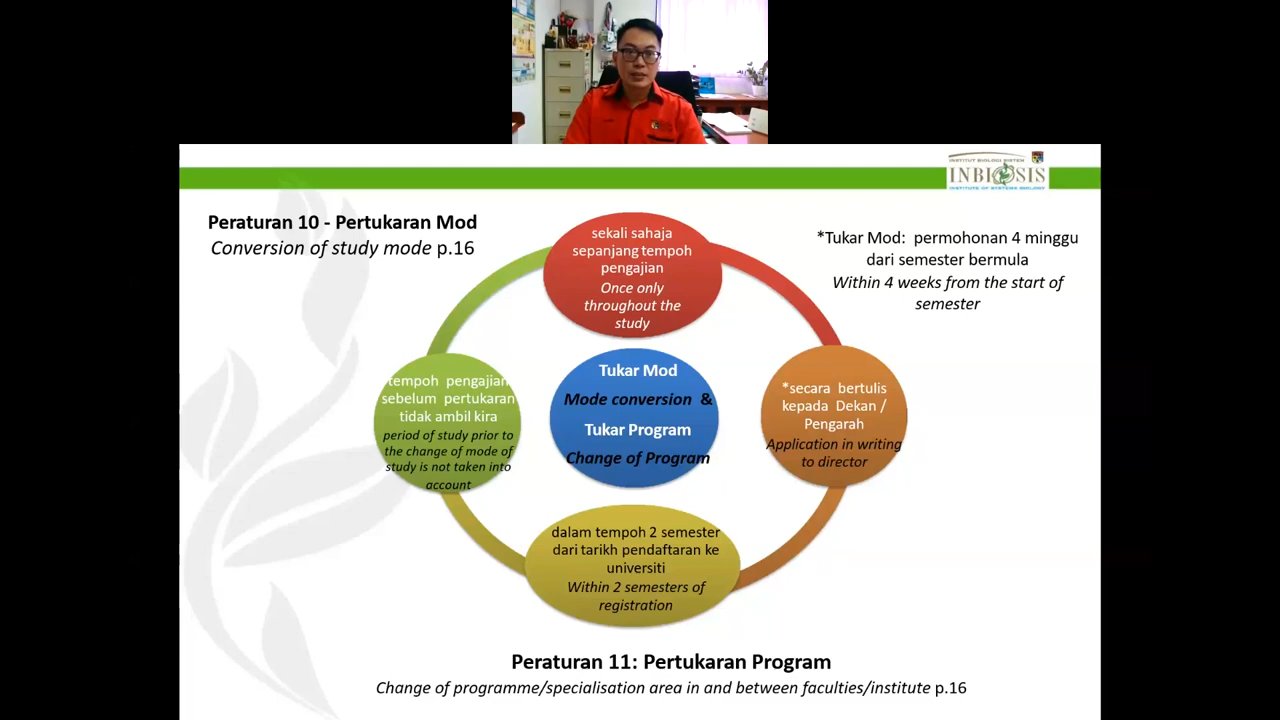 INSTITUT BIOLOGI SISTEM
INBIOSIS
INSTITUTE OF SYSTEMS BIOLOGY
Peraturan 10 - Pertukaran Mod
Conversion of study mode p.16
sekali sahaja
sepanjang tempoh
pengajian
Once only
throughout the
study
*Tukar Mod: permohonan 4 minggu
dari semester bermula
Within 4 weeks from the start of
semester
tempoh pengajian
sebelum pertukaran
tidak ambil kira
period of study prior to
the change of mode of
study is not taken into
account
Tukar Mod
Mode conversion &
Tukar Program
Change of Program
*secara bertulis
kepada Dekan /
Pengarah
Application in writing
to director
dalam tempoh 2 semester
dari tarikh pendaftaran ke
universiti
Within 2 semesters of
registration
Peraturan 11: Pertukaran Program
Change of programme/specialisation area in and between faculties/institute p.16